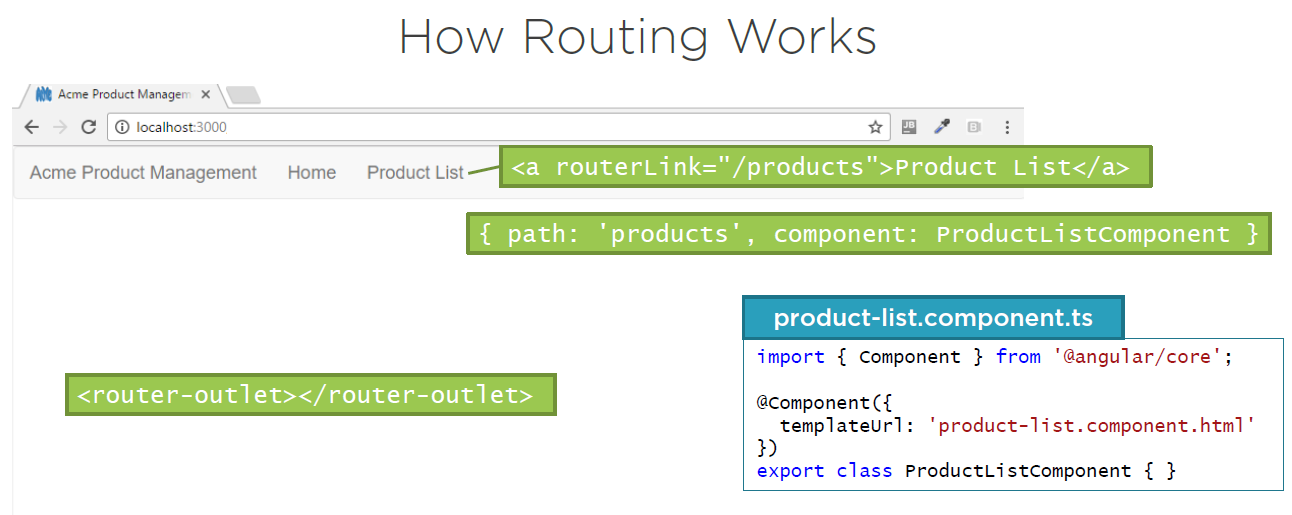 How Routing Works
Acme Product Managem
localhost:3000
Acme Product Management Home Product List
<a routerLink="/products">Product List</a>
{ path: 'products', component: ProductListComponent }
product-list.component.ts
import { Component } from '@angular/core';
@Component({
templateUrl: 'product-list.component.html'
})
export class ProductListComponent { }
<router-outlet></router-outlet>